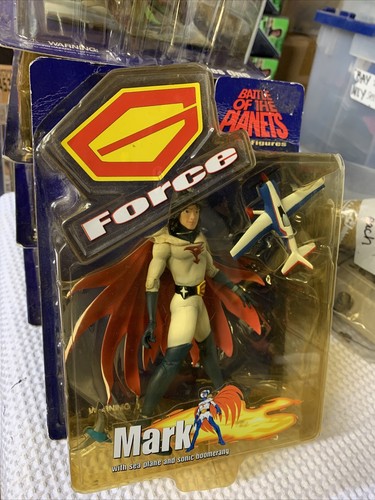 WARNING:
BATTLE
OF THE
PLANETS
figures
G
Force
WARNING
Mark
with sea plane and sonic boomerang